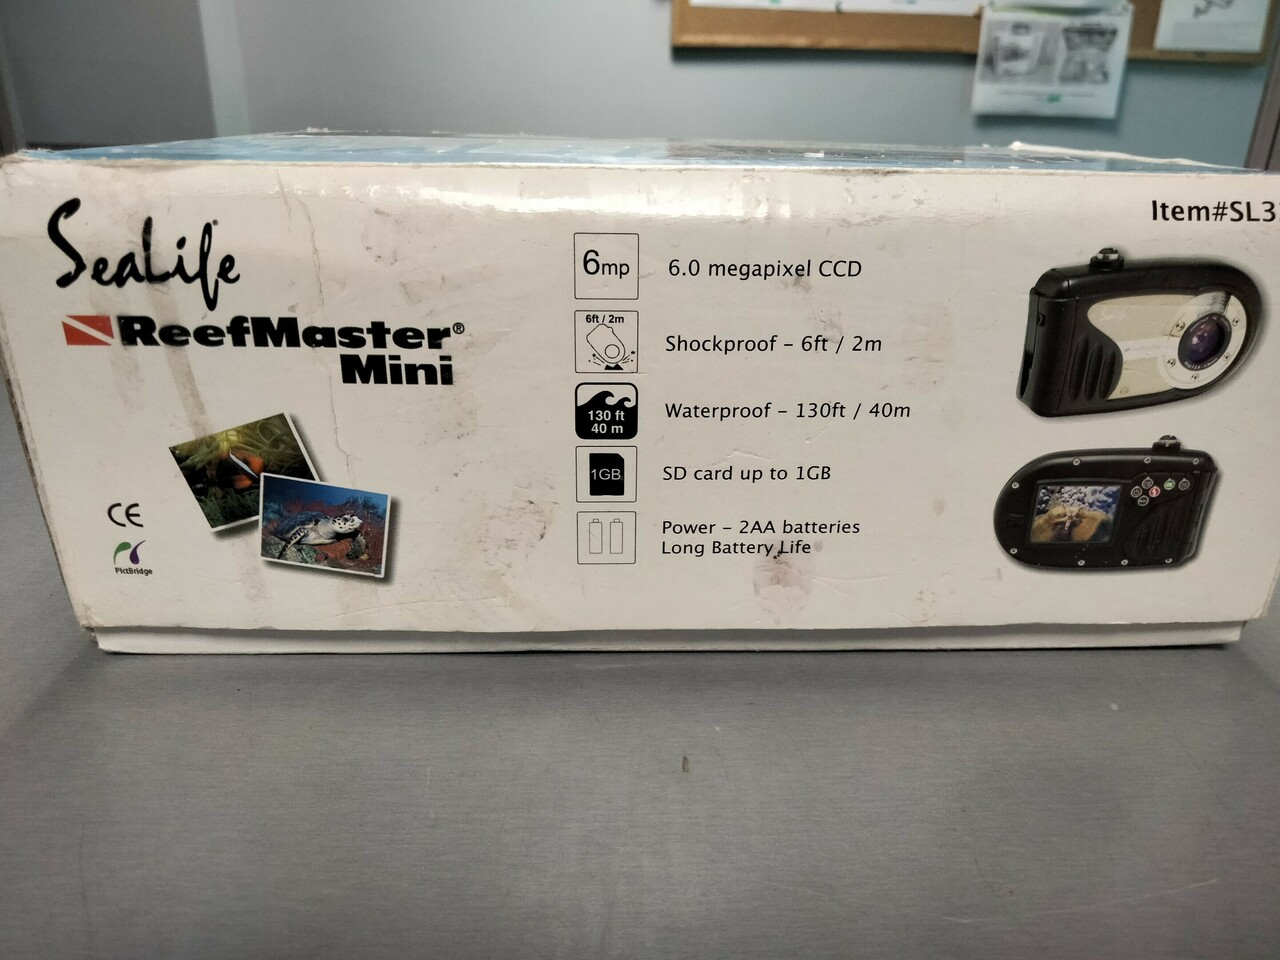 SeaLife®
ReefMaster®
Mini
CE
PictBridge
6mp
6.0 megapixel CCD
6ft / 2m
Shockproof – 6ft / 2m
130 ft
40 m
Waterproof – 130ft / 40m
1GB
SD card up to 1GB
Power – 2AA batteries
Long Battery Life
Item#SL3
SeaLife